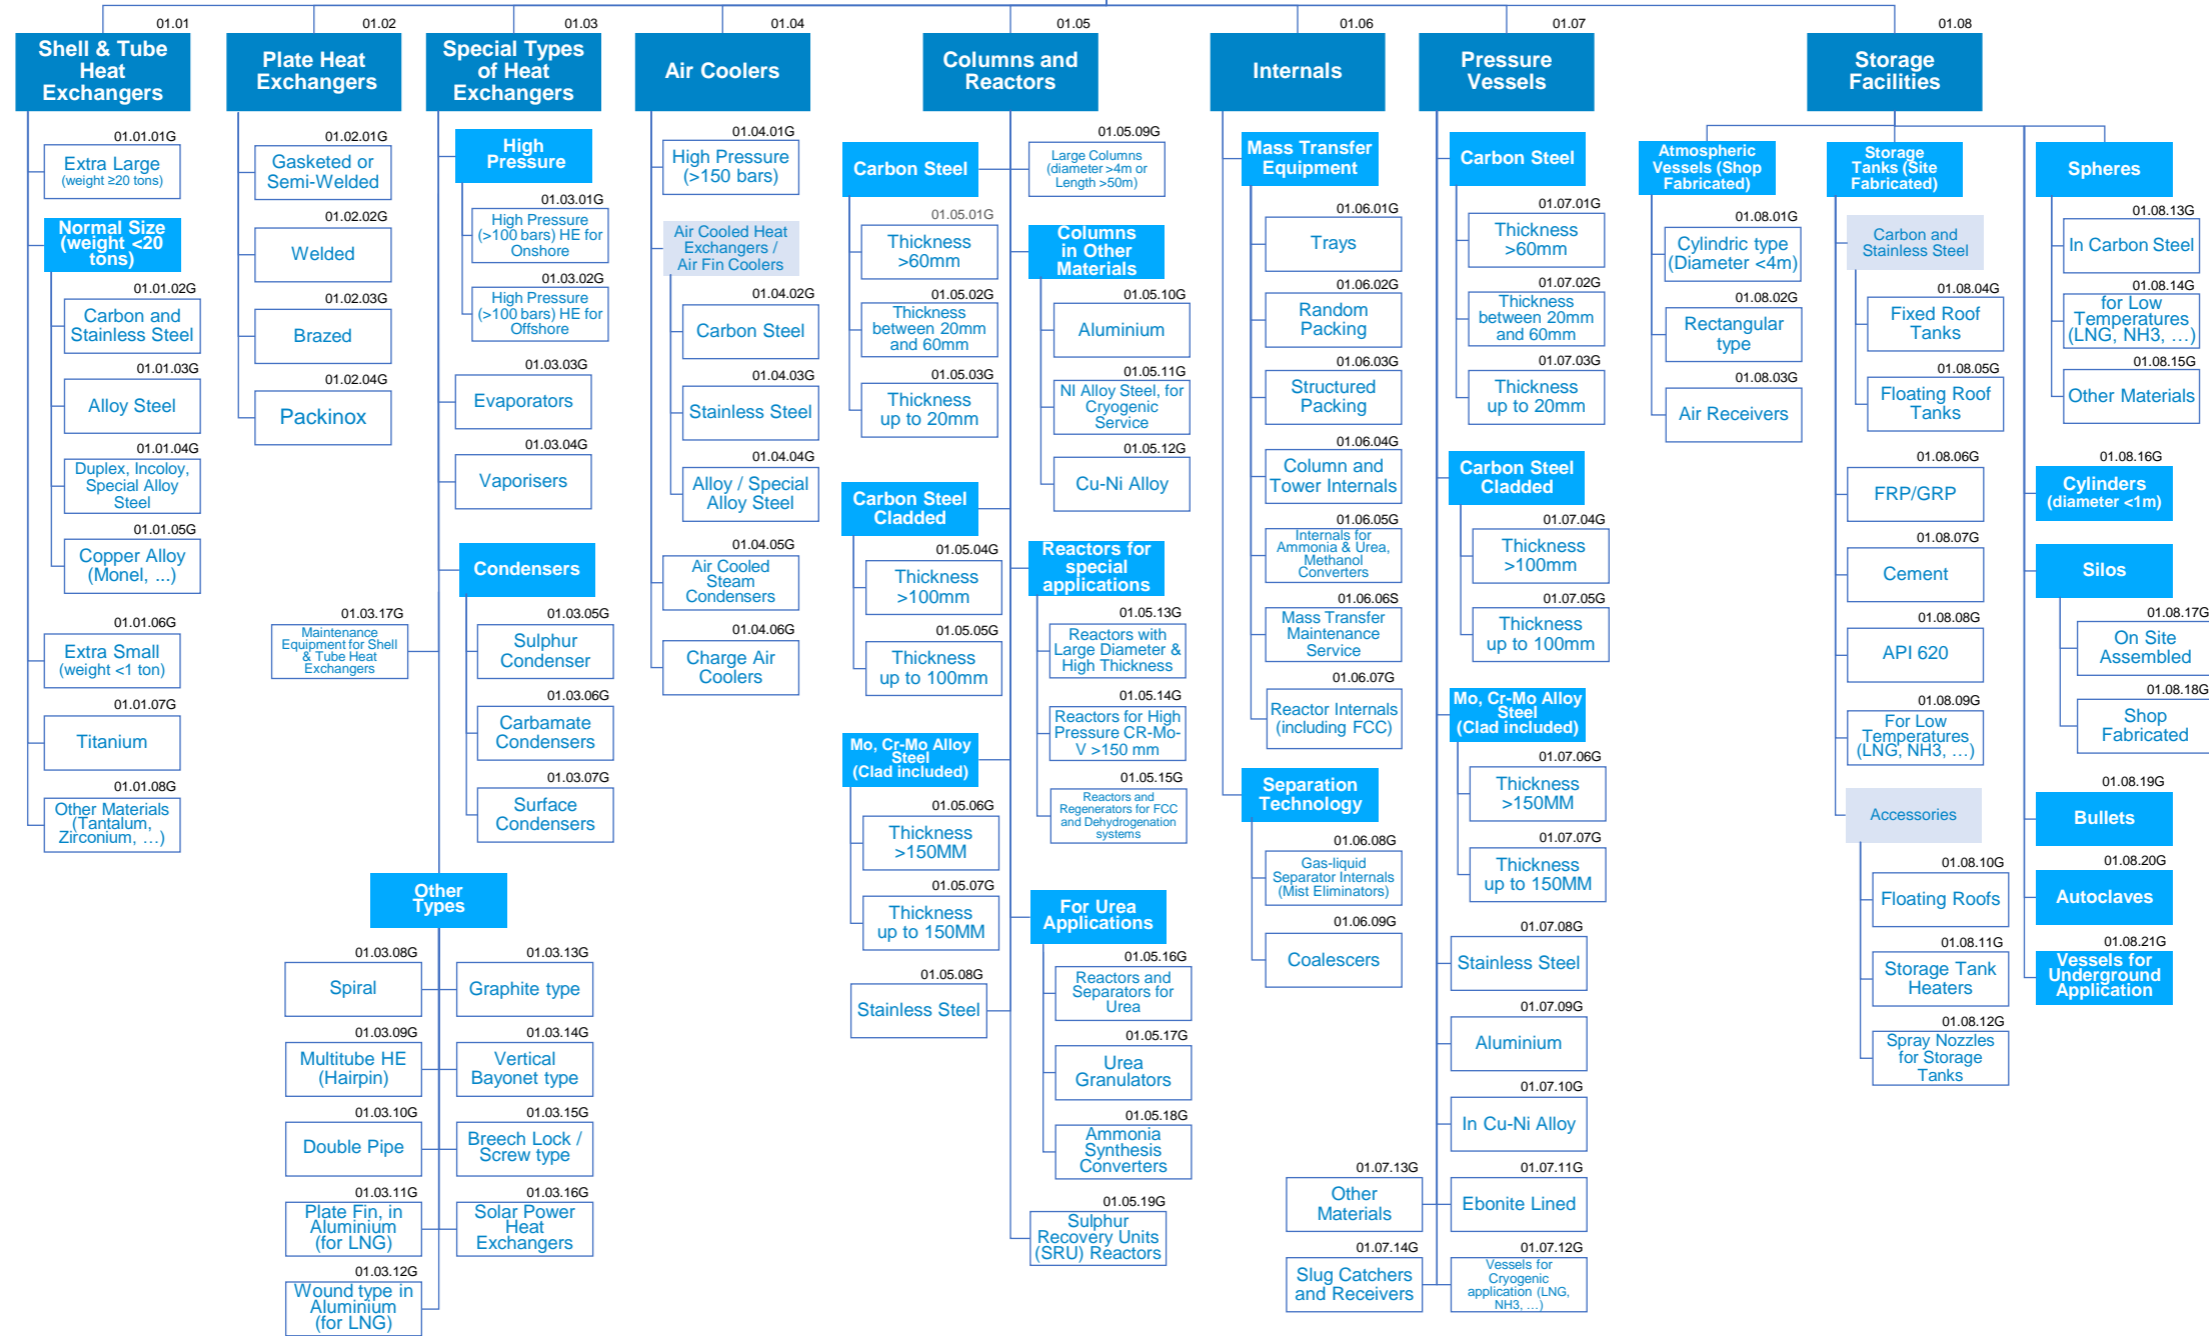 01.01
Shell & Tube
Heat
Exchangers
01.01.01G
Extra Large
(weight ≥20 tons)
Normal Size
(weight <20
tons)
01.01.02G
Carbon and
Stainless Steel
01.01.03G
Alloy Steel
01.01.04G
Duplex, Incoloy,
Special Alloy
Steel
01.01.05G
Copper Alloy
(Monel, ...)
01.01.06G
Extra Small
(weight <1 ton)
01.01.07G
Titanium
01.01.08G
Other Materials
(Tantalum,
Zirconium, …)
01.02
Plate Heat
Exchangers
01.02.01G
Gasketed or
Semi-Welded
01.02.02G
Welded
01.02.03G
Brazed
01.02.04G
Packinox
01.03
Special Types
of Heat
Exchangers
High
Pressure
01.03.01G
High Pressure
(>100 bars) HE for
Onshore
01.03.02G
High Pressure
(>100 bars) HE for
Offshore
01.03.03G
Evaporators
01.03.04G
Vaporisers
Condensers
01.03.05G
Sulphur
Condenser
01.03.06G
Carbamate
Condensers
01.03.07G
Surface
Condensers
01.03.17G
Maintenance
Equipment for Shell
& Tube Heat
Exchangers
Other
Types
01.03.08G
Spiral
01.03.09G
Multitube HE
(Hairpin)
01.03.10G
Double Pipe
01.03.11G
Plate Fin, in
Aluminium
(for LNG)
01.03.12G
Wound type in
Aluminium
(for LNG)
01.03.13G
Graphite type
01.03.14G
Vertical
Bayonet type
01.03.15G
Breech Lock /
Screw type
01.03.16G
Solar Power
Heat
Exchangers
01.04
Air Coolers
01.04.01G
High Pressure
(>150 bars)
Air Cooled Heat
Exchangers /
Air Fin Coolers
01.04.02G
Carbon Steel
01.04.03G
Stainless Steel
01.04.04G
Alloy / Special
Alloy Steel
01.04.05G
Air Cooled
Steam
Condensers
01.04.06G
Charge Air
Coolers
01.05
Columns and
Reactors
Carbon Steel
01.05.01G
Thickness
>60mm
01.05.02G
Thickness
between 20mm
and 60mm
01.05.03G
Thickness
up to 20mm
Carbon Steel
Cladded
01.05.04G
Thickness
>100mm
01.05.05G
Thickness
up to 100mm
Mo, Cr-Mo Alloy
Steel
(Clad included)
01.05.06G
Thickness
>150MM
01.05.07G
Thickness
up to 150MM
01.05.08G
Stainless Steel
01.05.09G
Large Columns
(diameter >4m or
Length >50m)
Columns
in Other
Materials
01.05.10G
Aluminium
01.05.11G
NI Alloy Steel, for
Cryogenic
Service
01.05.12G
Cu-Ni Alloy
Reactors for
special
applications
01.05.13G
Reactors with
Large Diameter &
High Thickness
01.05.14G
Reactors for High
Pressure CR-Mo-
V >150 mm
01.05.15G
Reactors and
Regenerators for FCC
and Dehydrogenation
systems
For Urea
Applications
01.05.16G
Reactors and
Separators for
Urea
01.05.17G
Urea
Granulators
01.05.18G
Ammonia
Synthesis
Converters
01.05.19G
Sulphur
Recovery Units
(SRU) Reactors
01.06
Internals
Mass Transfer
Equipment
01.06.01G
Trays
01.06.02G
Random
Packing
01.06.03G
Structured
Packing
01.06.04G
Column and
Tower Internals
01.06.05G
Internals for
Ammonia & Urea,
Methanol
Converters
01.06.06S
Mass Transfer
Maintenance
Service
01.06.07G
Reactor Internals
(including FCC)
Separation
Technology
01.06.08G
Gas-liquid
Separator Internals
(Mist Eliminators)
01.06.09G
Coalescers
01.07
Pressure
Vessels
Carbon Steel
01.07.01G
Thickness
>60mm
01.07.02G
Thickness
between 20mm
and 60mm
01.07.03G
Thickness
up to 20mm
Carbon Steel
Cladded
01.07.04G
Thickness
>100mm
01.07.05G
Thickness
up to 100mm
Mo, Cr-Mo Alloy
Steel
(Clad included)
01.07.06G
Thickness
>150MM
01.07.07G
Thickness
up to 150MM
01.07.08G
Stainless Steel
01.07.09G
Aluminium
01.07.10G
In Cu-Ni Alloy
01.07.11G
Ebonite Lined
01.07.12G
Vessels for
Cryogenic
application (LNG,
NH3, …)
01.07.13G
Other
Materials
01.07.14G
Slug Catchers
and Receivers
01.08
Storage
Facilities
Atmospheric
Vessels (Shop
Fabricated)
01.08.01G
Cylindric type
(Diameter <4m)
01.08.02G
Rectangular
type
01.08.03G
Air Receivers
Storage
Tanks (Site
Fabricated)
Carbon and
Stainless Steel
01.08.04G
Fixed Roof
Tanks
01.08.05G
Floating Roof
Tanks
01.08.06G
FRP/GRP
01.08.07G
Cement
01.08.08G
API 620
01.08.09G
For Low
Temperatures
(LNG, NH3, …)
Accessories
01.08.10G
Floating Roofs
01.08.11G
Storage Tank
Heaters
01.08.12G
Spray Nozzles
for Storage
Tanks
Spheres
01.08.13G
In Carbon Steel
01.08.14G
for Low
Temperatures
(LNG, NH3, …)
01.08.15G
Other Materials
01.08.16G
Cylinders
(diameter <1m)
Silos
01.08.17G
On Site
Assembled
01.08.18G
Shop
Fabricated
01.08.19G
Bullets
01.08.20G
Autoclaves
01.08.21G
Vessels for
Underground
Application